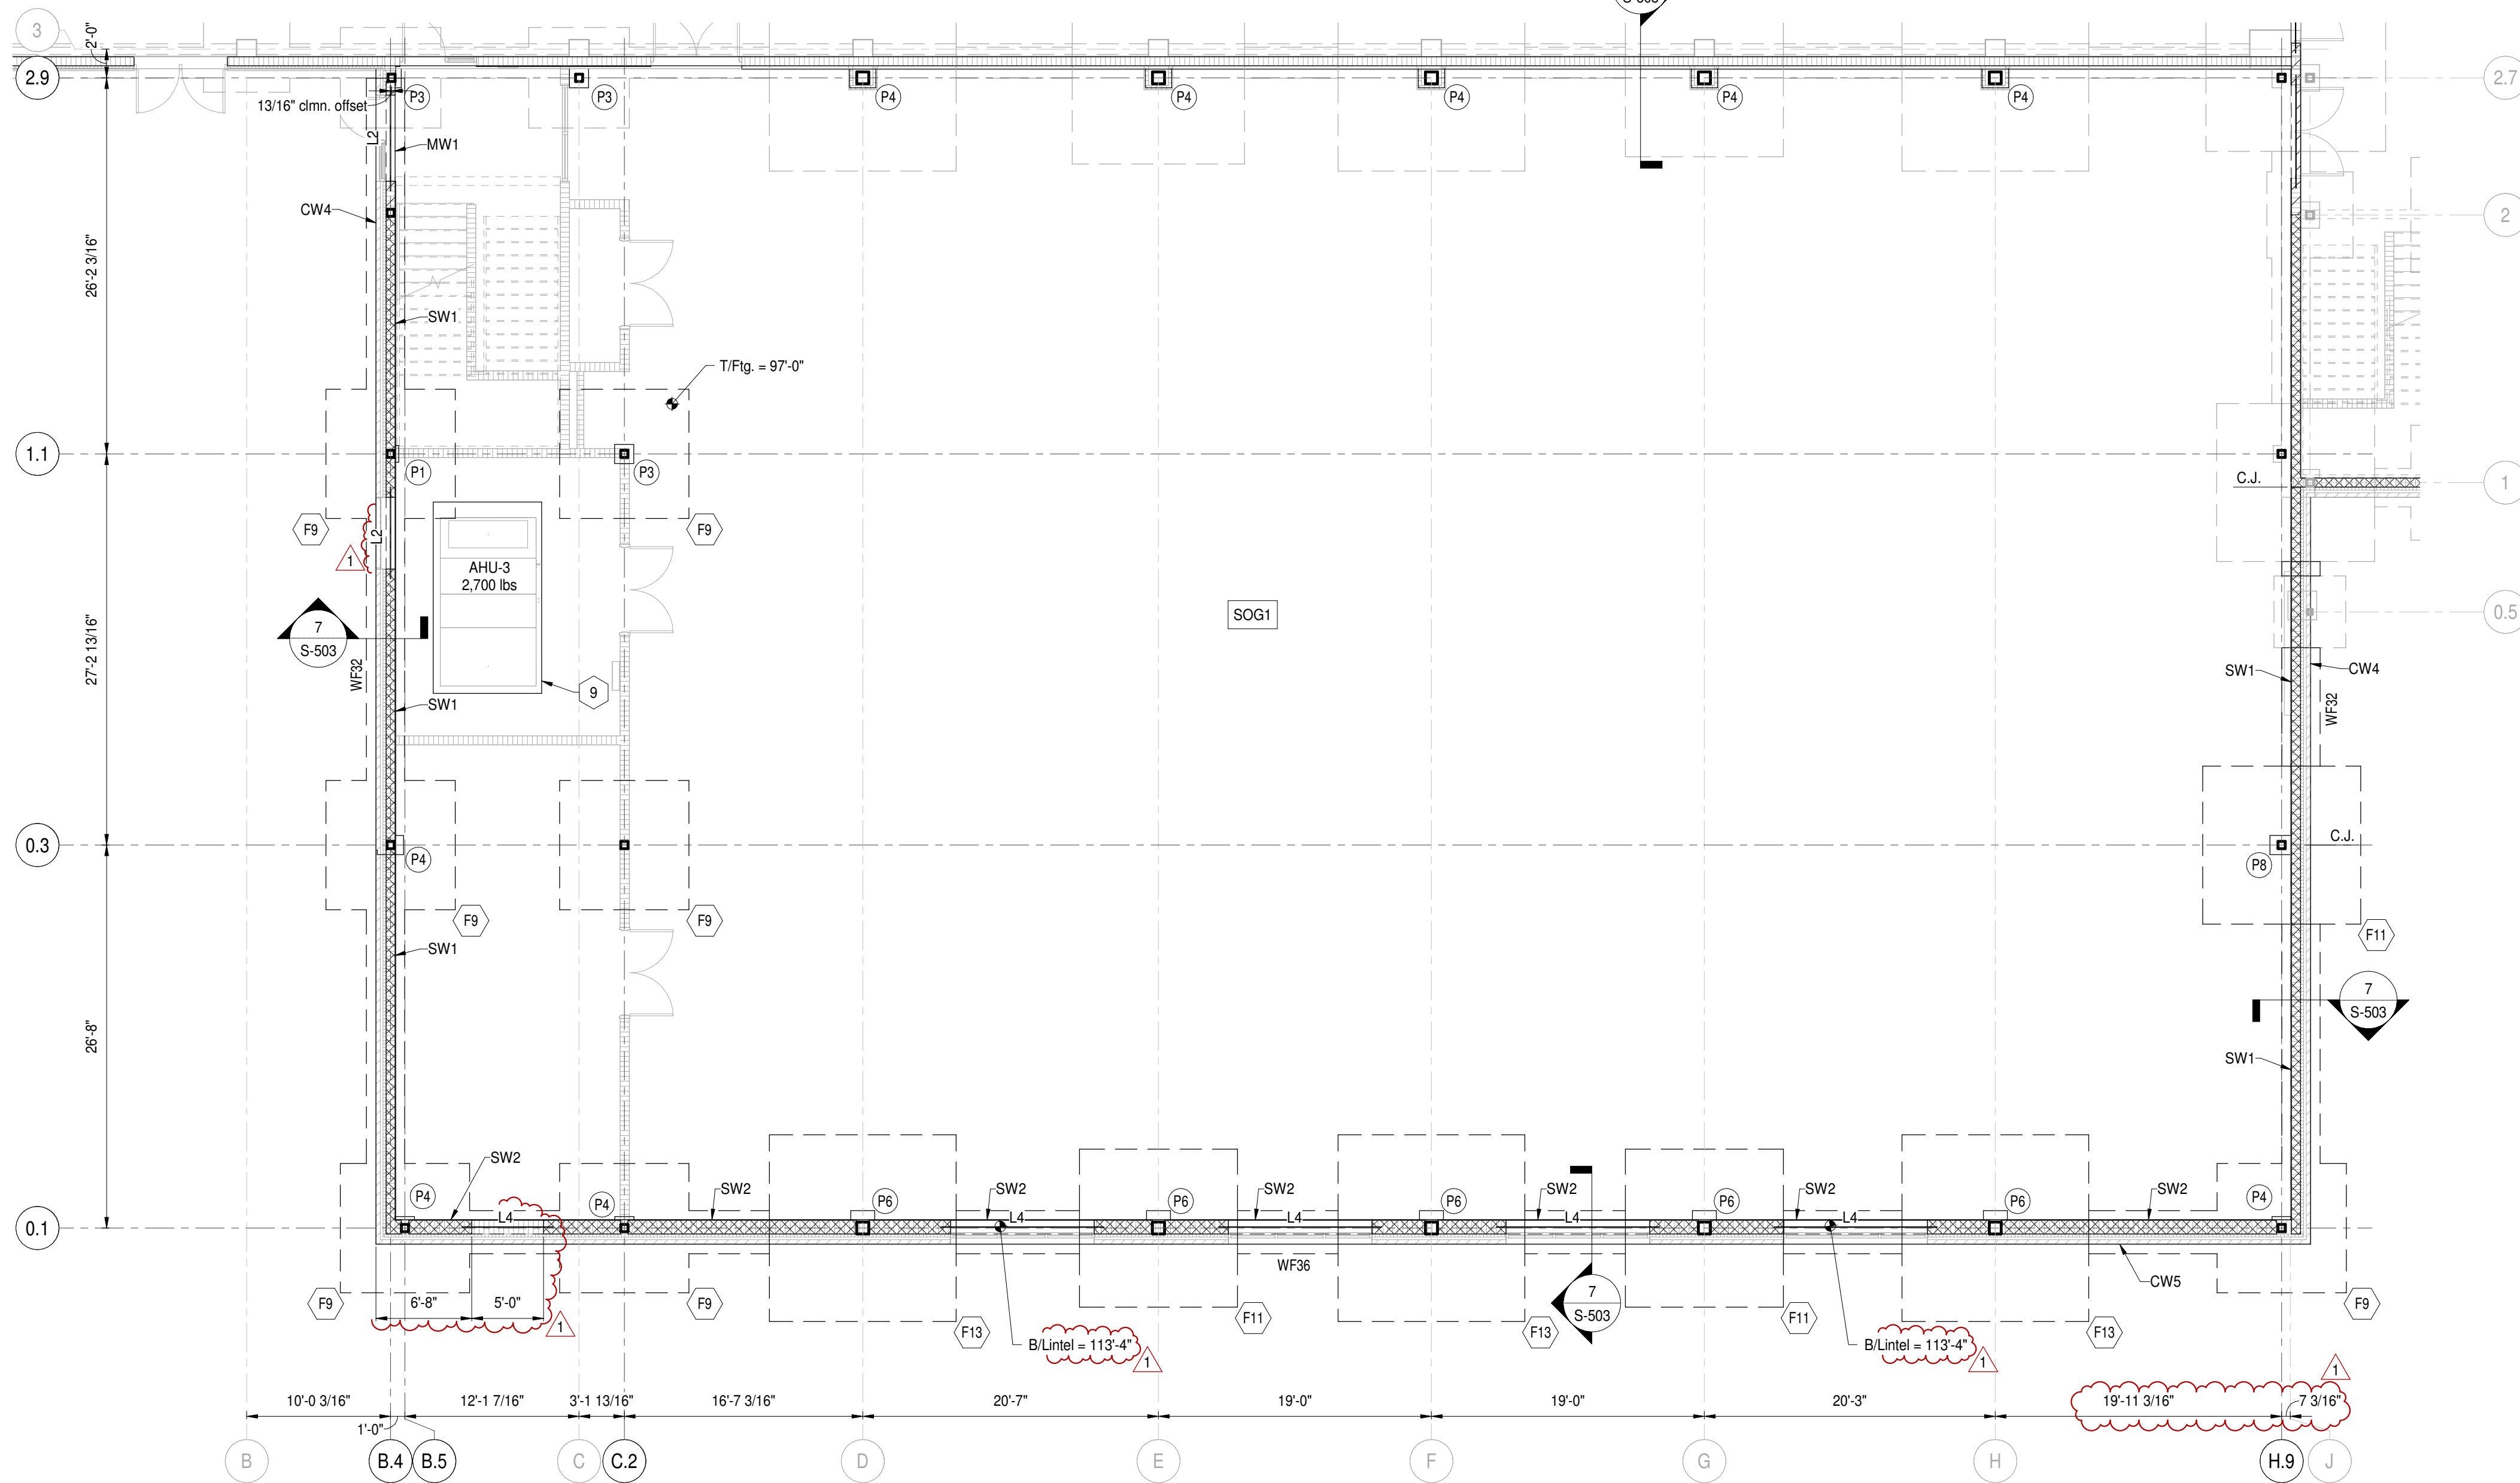 S-503
3
2'-0"
2.9
2.7
13/16" clmn. offset
P3
P3
P4
P4
P4
P4
P4
L2
MW1
CW4
2
26'-2 3/16"
SW1
T/Ftg. = 97'-0"
1.1
P1
P3
C.J.
1
F9
L2
F9
1
AHU-3
2,700 lbs
SOG1
0.5
7
S-503
27'-2 13/16"
WF32
9
SW1
SW1
CW4
WF32
0.3
P4
C.J.
P8
F9
F9
F11
SW1
7
S-503
26'-8"
SW1
SW2
P4
P4
SW2
P6
SW2
P6
SW2
P6
SW2
P6
SW2
P6
SW2
P4
0.1
L4
L4
L4
L4
L4
WF36
CW5
F9
6'-8"
5'-0"
1
F9
F13
F11
7
S-503
F13
F11
F13
F9
B/Lintel = 113'-4"
1
B/Lintel = 113'-4"
1
1
10'-0 3/16"
12'-1 7/16"
3'-1 13/16"
16'-7 3/16"
20'-7"
19'-0"
19'-0"
20'-3"
19'-11 3/16"
7 3/16"
1'-0"
B
B.4
B.5
C
C.2
D
E
F
G
H
H.9
J